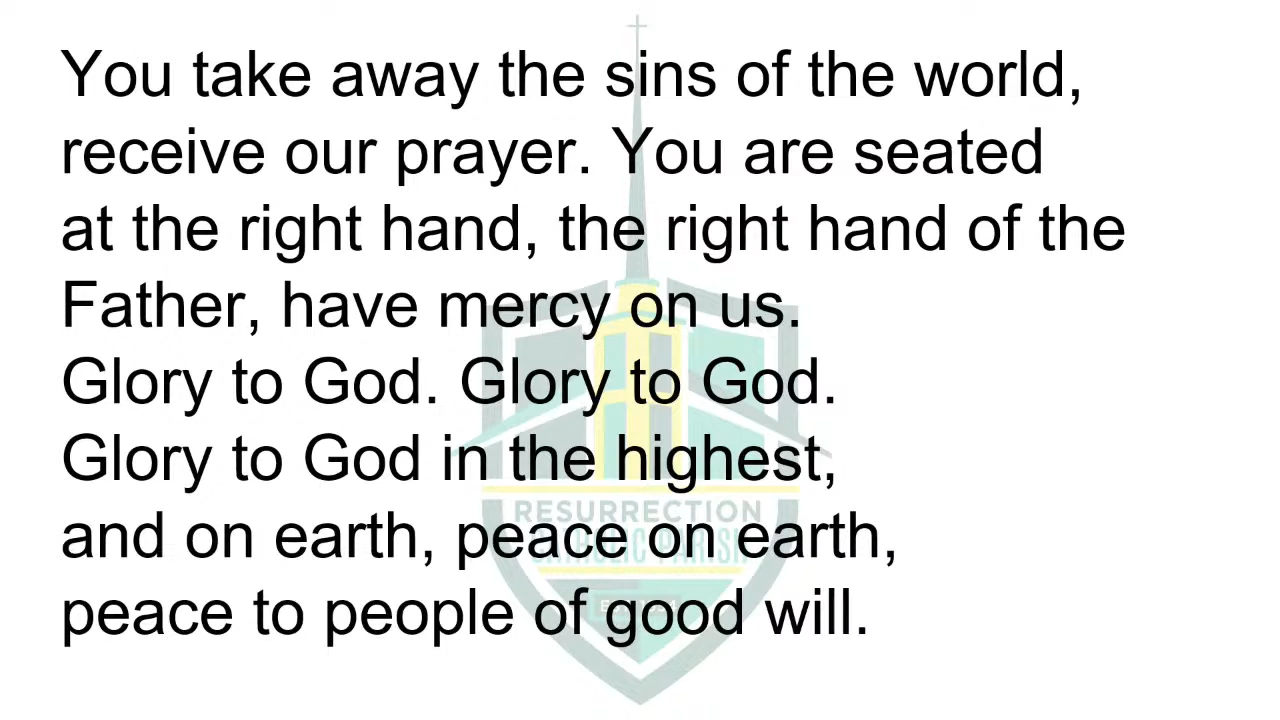 You take away the sins of the world,
receive our prayer. You are seated
at the right hand, the right hand of the
Father, have mercy on us.
Glory to God. Glory to God.
Glory to God in the highest,
and on earth, peace on earth,
peace to people of good will.
RESURRECTION
CATHOLIC PARISH